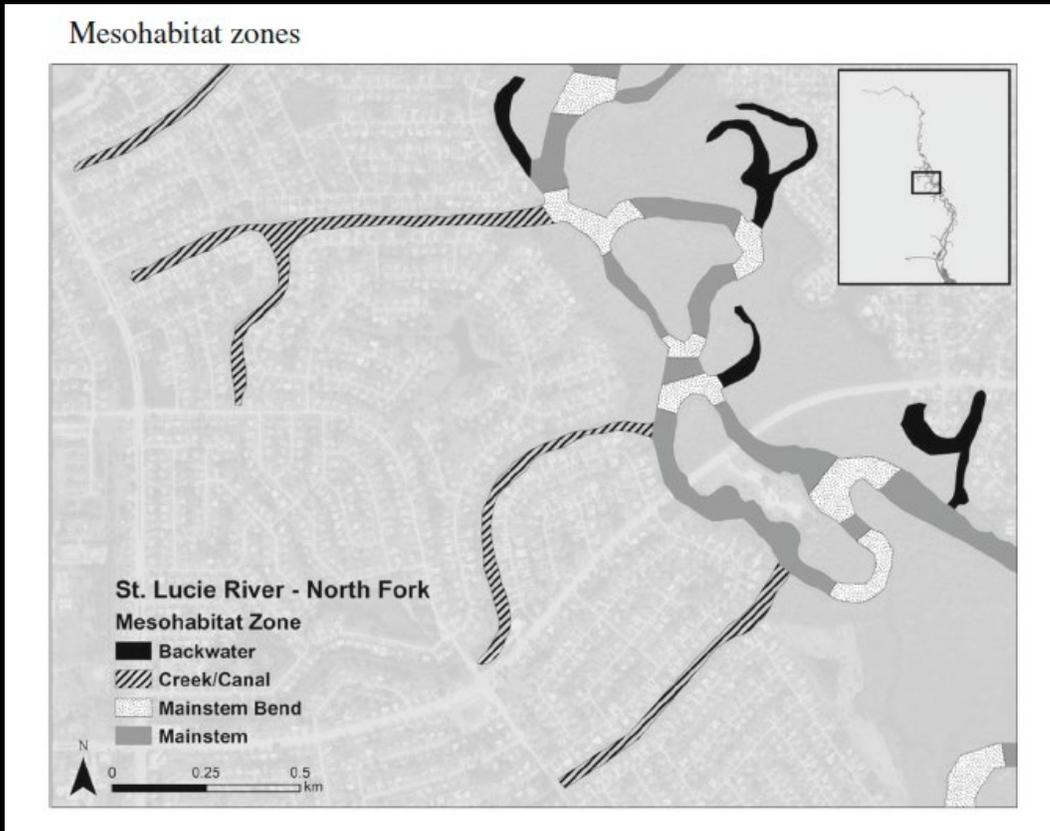 Mesohabitat zones
St. Lucie River - North Fork
Mesohabitat Zone
Backwater
Creek/Canal
Mainstem Bend
Mainstem
N
0 0.25 0.5
km